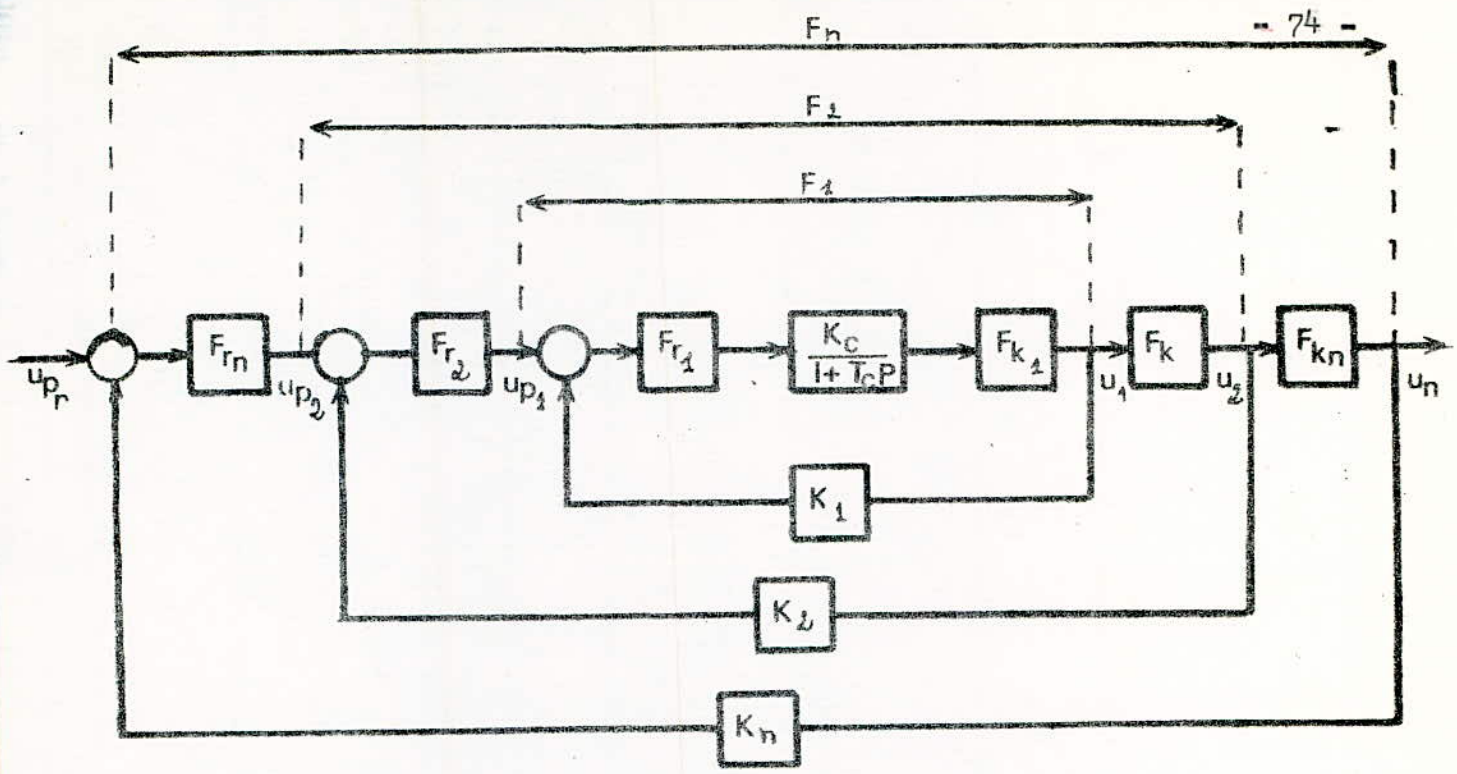 - 74 -
Fn
F2
F1
Frn
Fr2
Fr1
Kc
1+ TcP
Fk1
Fk
Fkn
upr
up2
up1
u1
u2
un
K1
K2
Kn